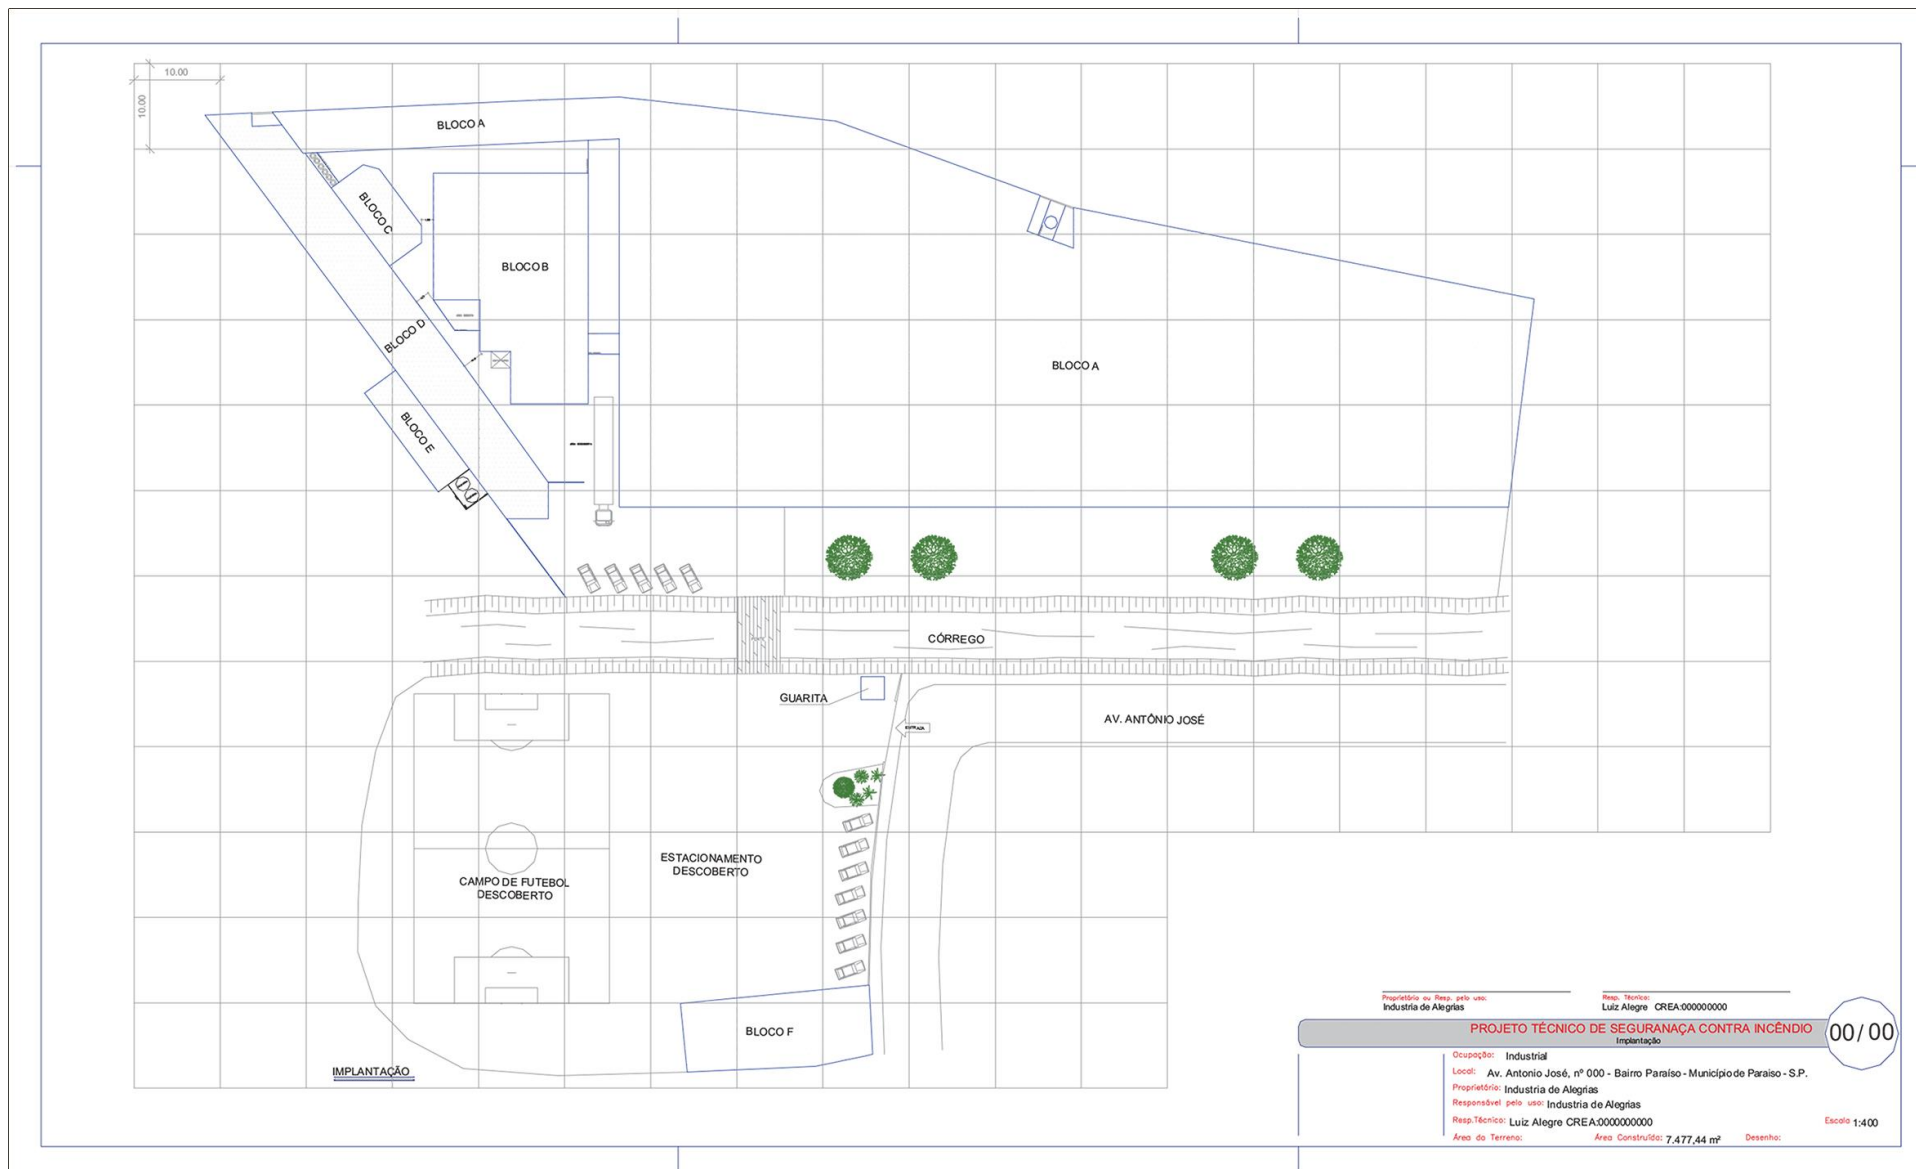 10.00
10.00
BLOCO A
BLOCO C
BLOCO B
BLOCO D
BLOCO A
BLOCO E
CÓRREGO
GUARITA
AV. ANTÔNIO JOSÉ
ENTRADA
ESTACIONAMENTO
DESCOBERTO
CAMPO DE FUTEBOL
DESCOBERTO
BLOCO F
IMPLANTAÇÃO
Proprietário ou Resp. pelo uso:
Industria de Alegrias
Resp. Técnico:
Luiz Alegre CREA:000000000
PROJETO TÉCNICO DE SEGURANAÇA CONTRA INCÊNDIO
Implantação
00/00
Ocupação: Industrial
Local: Av. Antonio José, nº 000 - Bairro Paraíso - Município de Paraiso - S.P.
Proprietário: Industria de Alegrias
Responsável pelo uso: Industria de Alegrias
Resp.Técnico: Luiz Alegre CREA:0000000000
Escala 1:400
Área do Terreno: Área Construída: 7.477,44 m² Desenho: